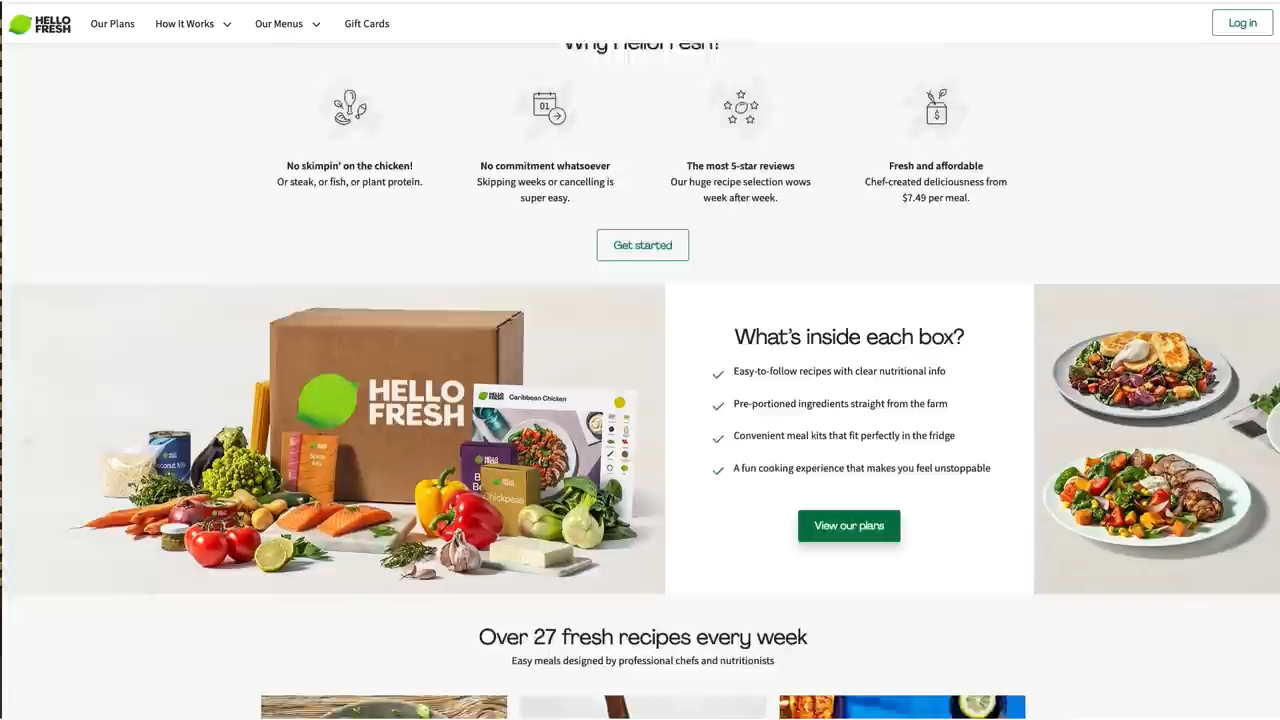 HELLO
FRESH
Our Plans
How It Works
Our Menus
Gift Cards
Log in
Why HelloFresh?
01
$
No skimpin' on the chicken!
Or steak, or fish, or plant protein.
No commitment whatsoever
Skipping weeks or cancelling is
super easy.
The most 5-star reviews
Our huge recipe selection wows
week after week.
Fresh and affordable
Chef-created deliciousness from
$7.49 per meal.
Get started
HELLO
FRESH
HELLO
FRESH
Caribbean Chicken
Chickpeas
What's inside each box?
Easy-to-follow recipes with clear nutritional info
Pre-portioned ingredients straight from the farm
Convenient meal kits that fit perfectly in the fridge
A fun cooking experience that makes you feel unstoppable
View our plans
Over 27 fresh recipes every week
Easy meals designed by professional chefs and nutritionists